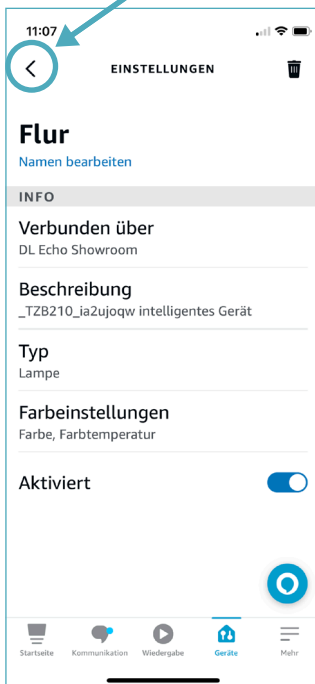 11:07
EINSTELLUNGEN
Flur
Namen bearbeiten
INFO
Verbunden über
DL Echo Showroom
Beschreibung
_TZB210_ia2ujoqw intelligentes Gerät
Typ
Lampe
Farbeinstellungen
Farbe, Farbtemperatur
Aktiviert
Startseite Kommunikation Wiedergabe Geräte Mehr